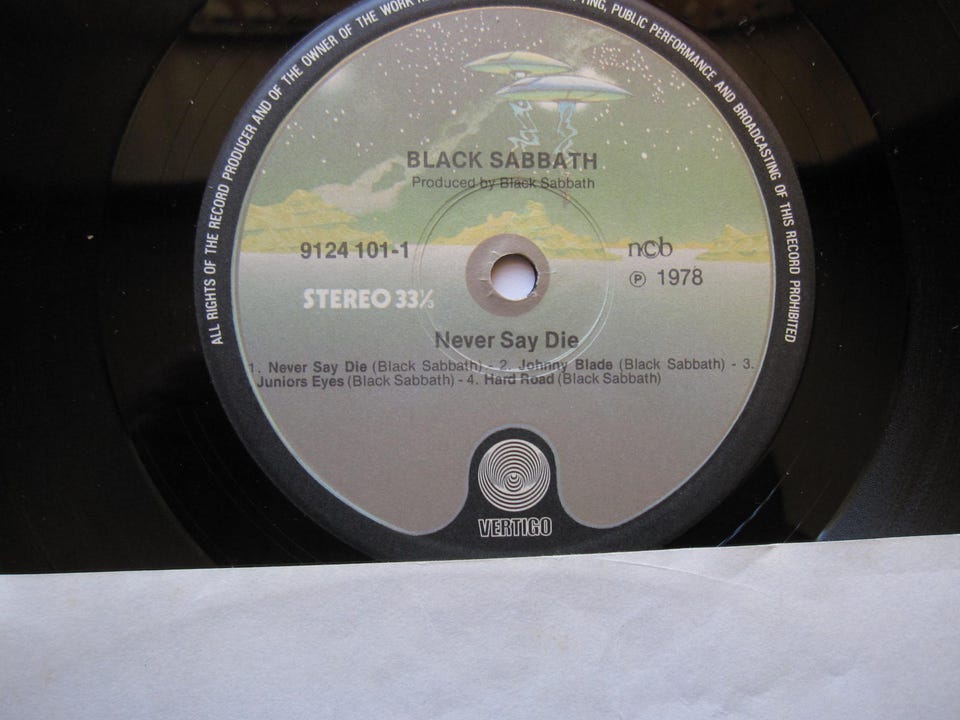 ALL RIGHTS OF THE RECORD PRODUCER AND OF THE OWNER OF THE WORK
PUBLIC PERFORMANCE AND BROADCASTING OF THIS RECORD PROHIBITED
BLACK SABBATH
Produced by Black Sabbath
9124 101-1
ncb
℗ 1978
STEREO 33⅓
Never Say Die
1. Never Say Die (Black Sabbath) - 2. Johnny Blade (Black Sabbath) - 3.
Juniors Eyes (Black Sabbath) - 4. Hard Road (Black Sabbath)
VERTIGO